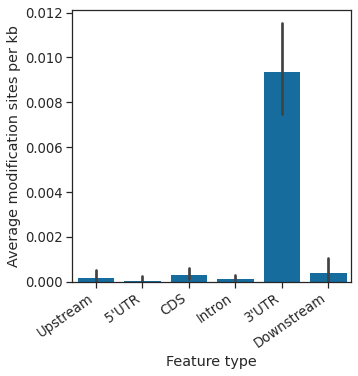 Average modification sites per kb
0.012
0.010
0.008
0.006
0.004
0.002
0.000
Upstream
5'UTR
CDS
Intron
3'UTR
Downstream
Feature type